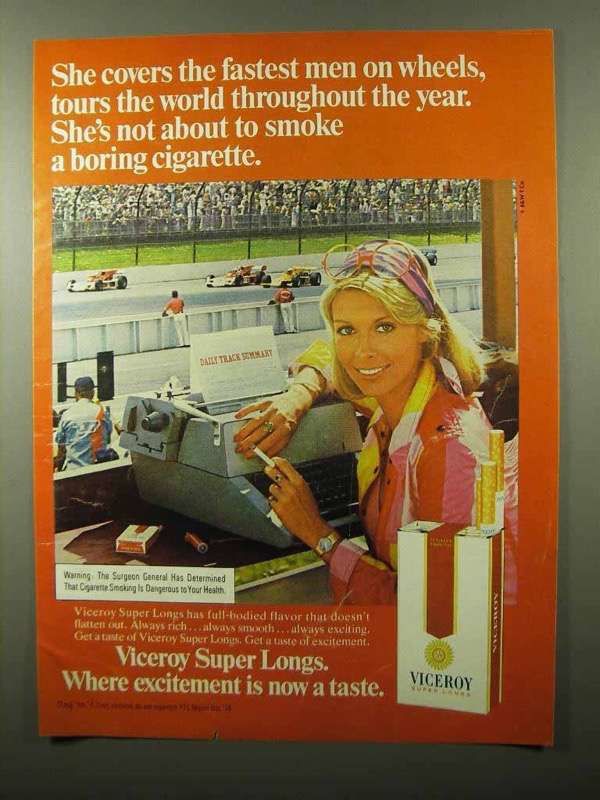 She covers the fastest men on wheels,
tours the world throughout the year.
She's not about to smoke
a boring cigarette.
DAILY TRACK SUMMARY
Warning: The Surgeon General Has Determined
That Cigarette Smoking Is Dangerous to Your Health.
Viceroy Super Longs has full-bodied flavor that doesn't
flatten out. Always rich...always smooth...always exciting.
Get a taste of Viceroy Super Longs. Get a taste of excitement.
Viceroy Super Longs.
Where excitement is now a taste.
VICEROY
SUPER LONGS
VICEROY